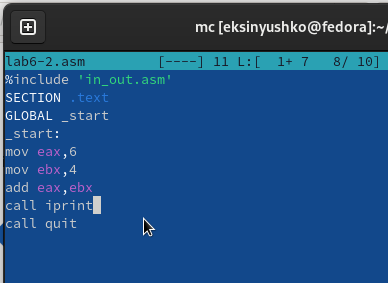 mc [eksinyushko@fedora]:~/
lab6-2.asm [----] 11 L:[ 1+ 7 8/ 10]
%include 'in_out.asm'
SECTION .text
GLOBAL _start
_start:
mov eax,6
mov ebx,4
add eax,ebx
call iprint
call quit